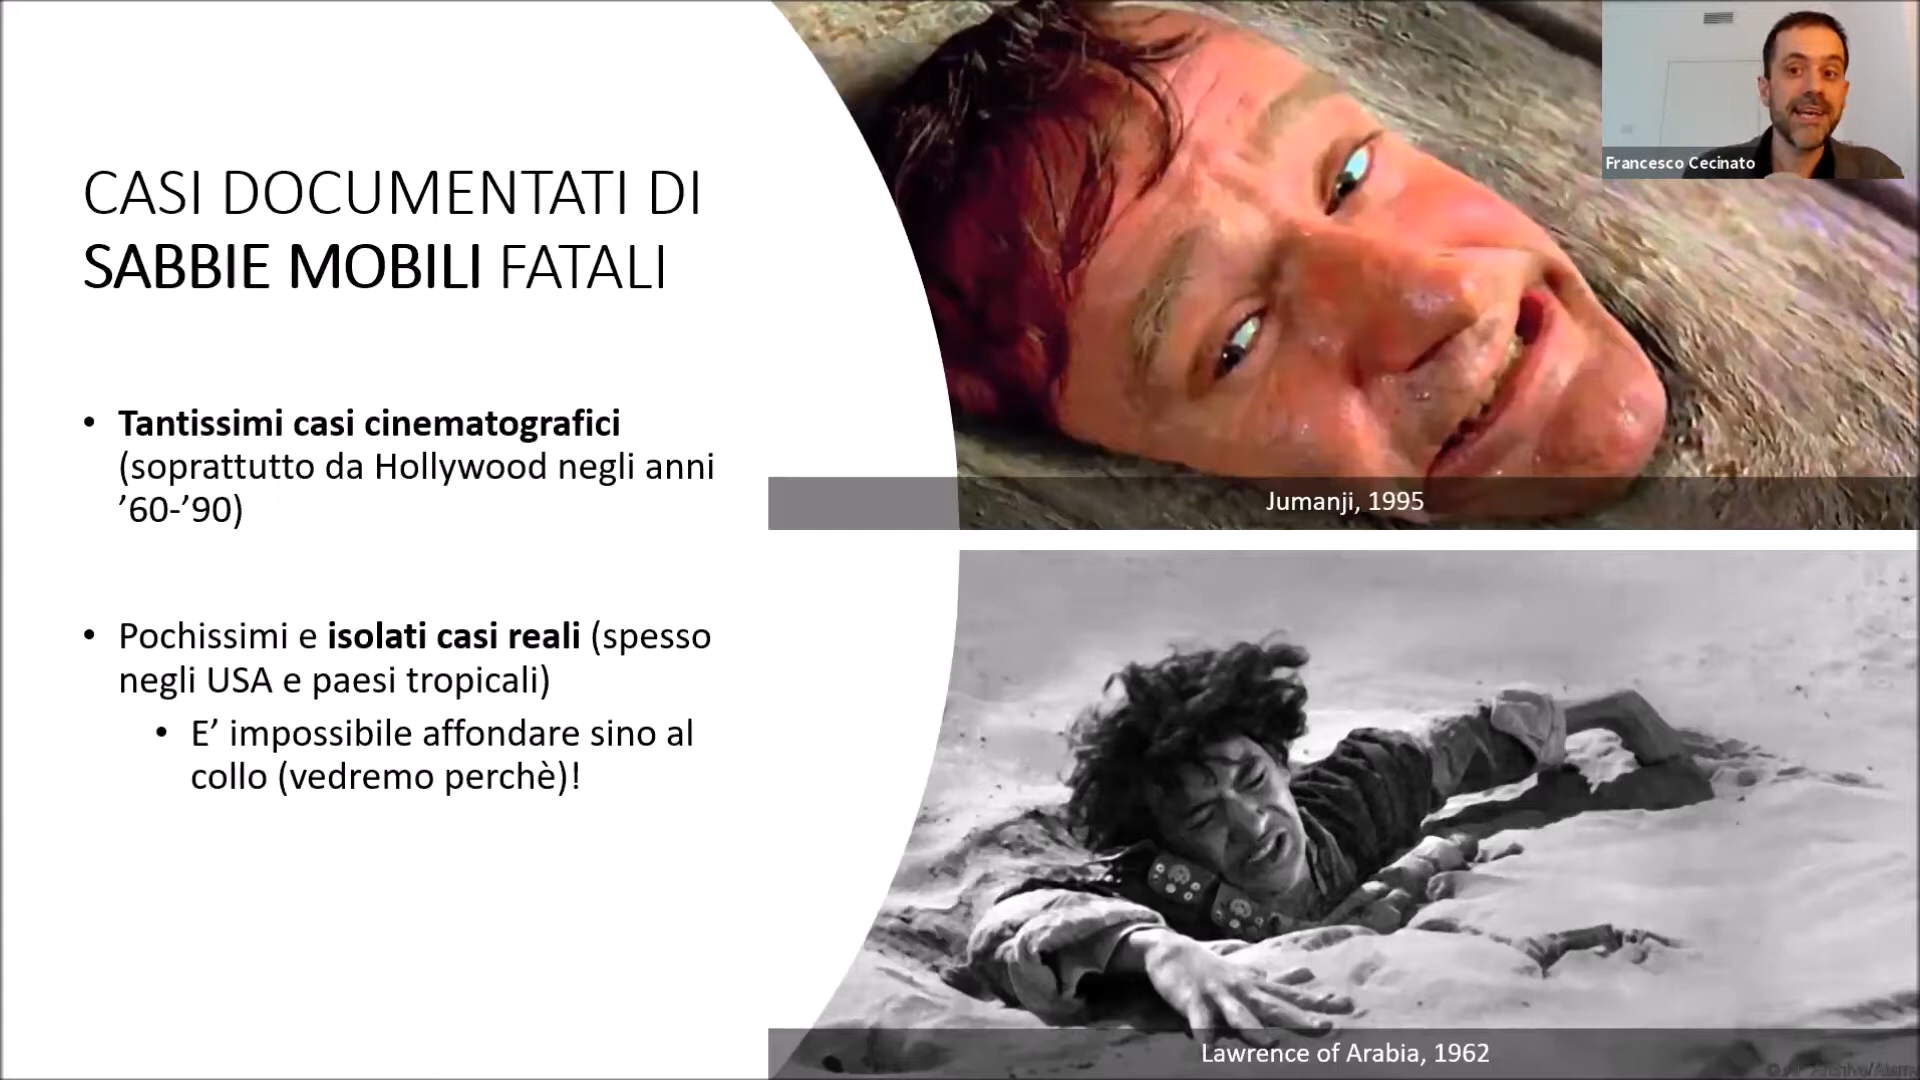 CASI DOCUMENTATI DI
SABBIE MOBILI FATALI
• Tantissimi casi cinematografici
(soprattutto da Hollywood negli anni
’60-’90)
• Pochissimi e isolati casi reali (spesso
negli USA e paesi tropicali)
• E’ impossibile affondare sino al
collo (vedremo perchè)!
Francesco Cecinato
Jumanji, 1995
Lawrence of Arabia, 1962